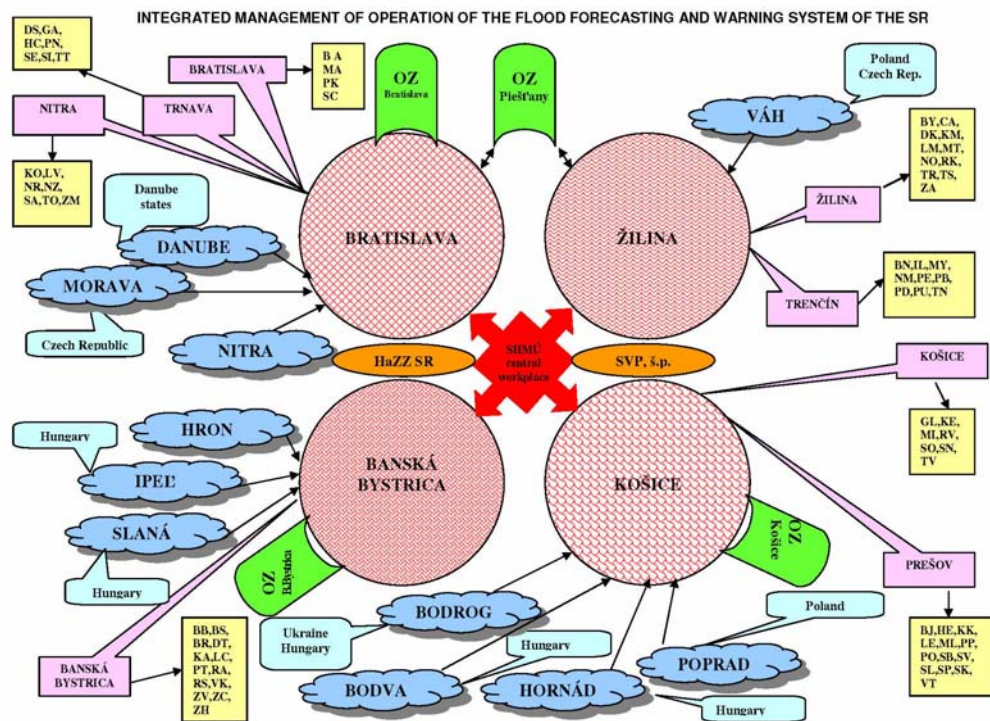 INTEGRATED MANAGEMENT OF OPERATION OF THE FLOOD FORECASTING AND WARNING SYSTEM OF THE SR
DS,GA,
HC,PN,
SE,SI,TT
BRATISLAVA
B A
MA
PK
SC
OZ
Bratislava
OZ
Piešťany
Poland
Czech Rep.
VÁH
NITRA
TRNAVA
BY,CA,
DK,KM,
LM,MT,
NO,RK,
TR,TS,
ZA
KO,LV,
NR,NZ,
SA,TO,ZM
Danube
states
ŽILINA
DANUBE
BRATISLAVA
ŽILINA
MORAVA
BN,IL,MY,
NM,PE,PB,
PD,PU,TN
TRENČÍN
Czech Republic
NITRA
HaZZ SR
SHMÚ
central
workplace
SVP, š.p.
KOŠICE
HRON
GL,KE,
MI,RV,
SO,SN,
TV
Hungary
IPEĽ
BANSKÁ
BYSTRICA
KOŠICE
SLANÁ
OZ
B.Bystrica
OZ
Košice
Hungary
PREŠOV
BODROG
Poland
Ukraine
Hungary
Hungary
BB,BS,
BR,DT,
KA,LC,
PT,RA,
RS,VK,
ZV,ZC,
ZH
BJ,HE,KK,
LE,ML,PP,
PO,SB,SV,
SL,SP,SK,
VT
BANSKÁ
BYSTRICA
BODVA
HORNÁD
POPRAD
Hungary